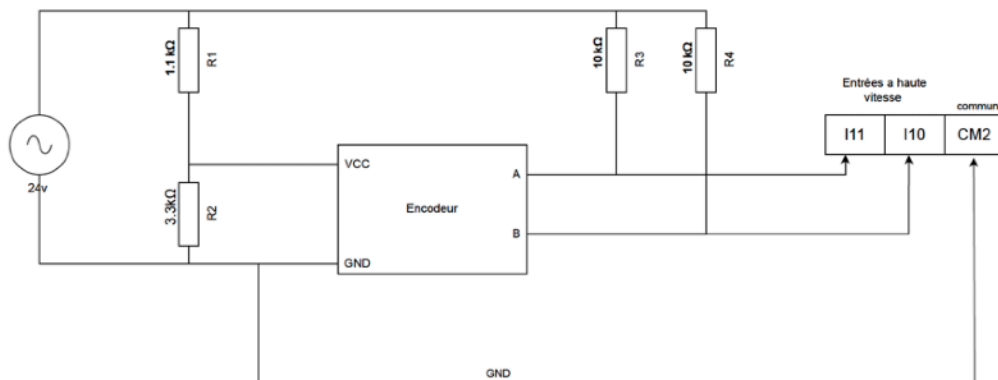 1.1 kΩ
R1
10 kΩ
R3
10 kΩ
R4
Entrées a haute
vitesse
commun
I11
I10
CM2
24v
3.3kΩ
R2
VCC
A
Encodeur
B
GND
GND